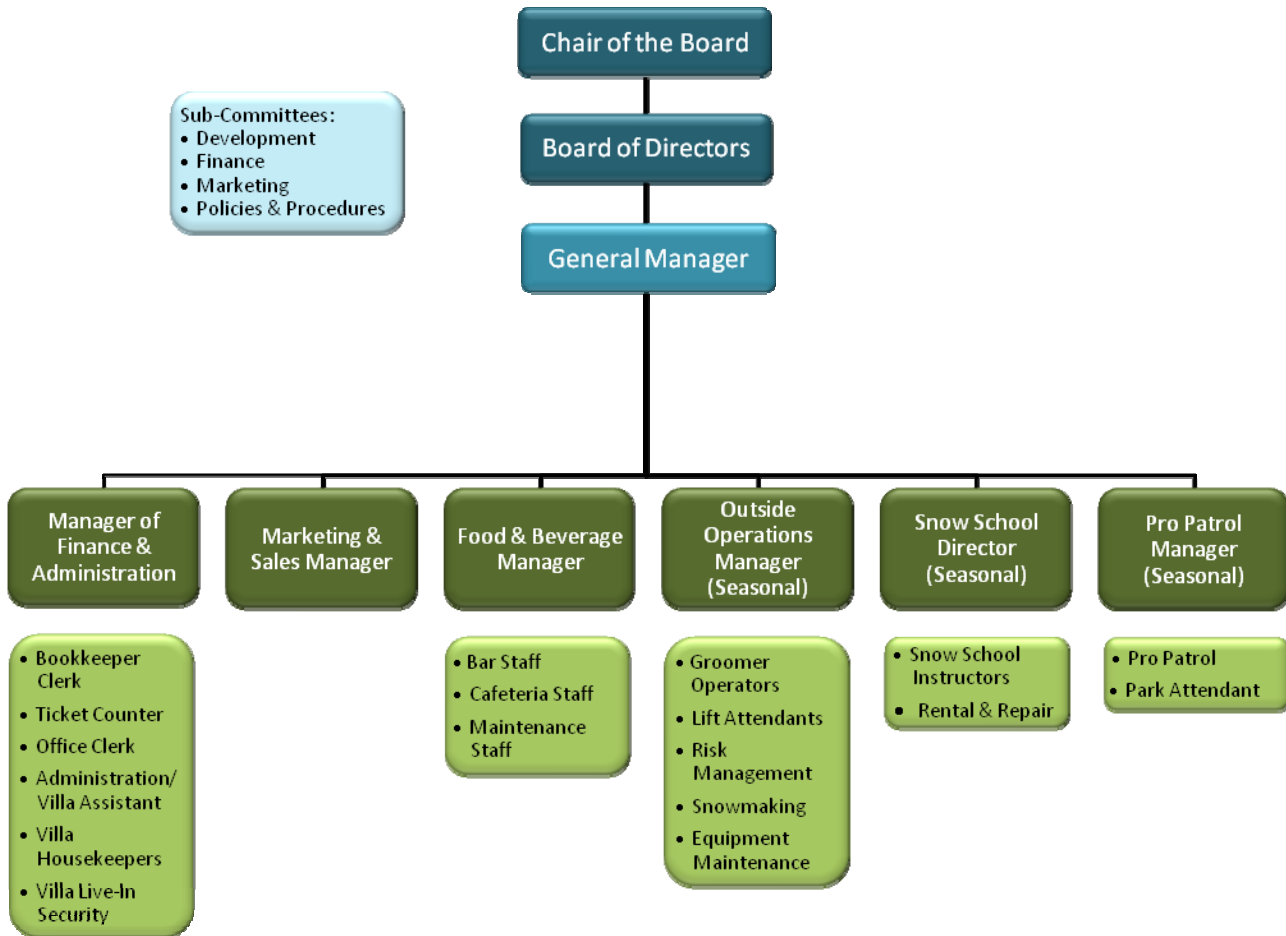 Chair of the Board
Sub-Committees:
• Development
• Finance
• Marketing
• Policies & Procedures
Board of Directors
General Manager
Manager of
Finance &
Administration
Marketing &
Sales Manager
Food & Beverage
Manager
Outside
Operations
Manager
(Seasonal)
Snow School
Director
(Seasonal)
Pro Patrol
Manager
(Seasonal)
• Bookkeeper
Clerk
• Ticket Counter
• Office Clerk
• Administration/
Villa Assistant
• Villa
Housekeepers
• Villa Live-In
Security
• Bar Staff
• Cafeteria Staff
• Maintenance
Staff
• Groomer
Operators
• Lift Attendants
• Risk
Management
• Snowmaking
• Equipment
Maintenance
• Snow School
Instructors
• Rental & Repair
• Pro Patrol
• Park Attendant